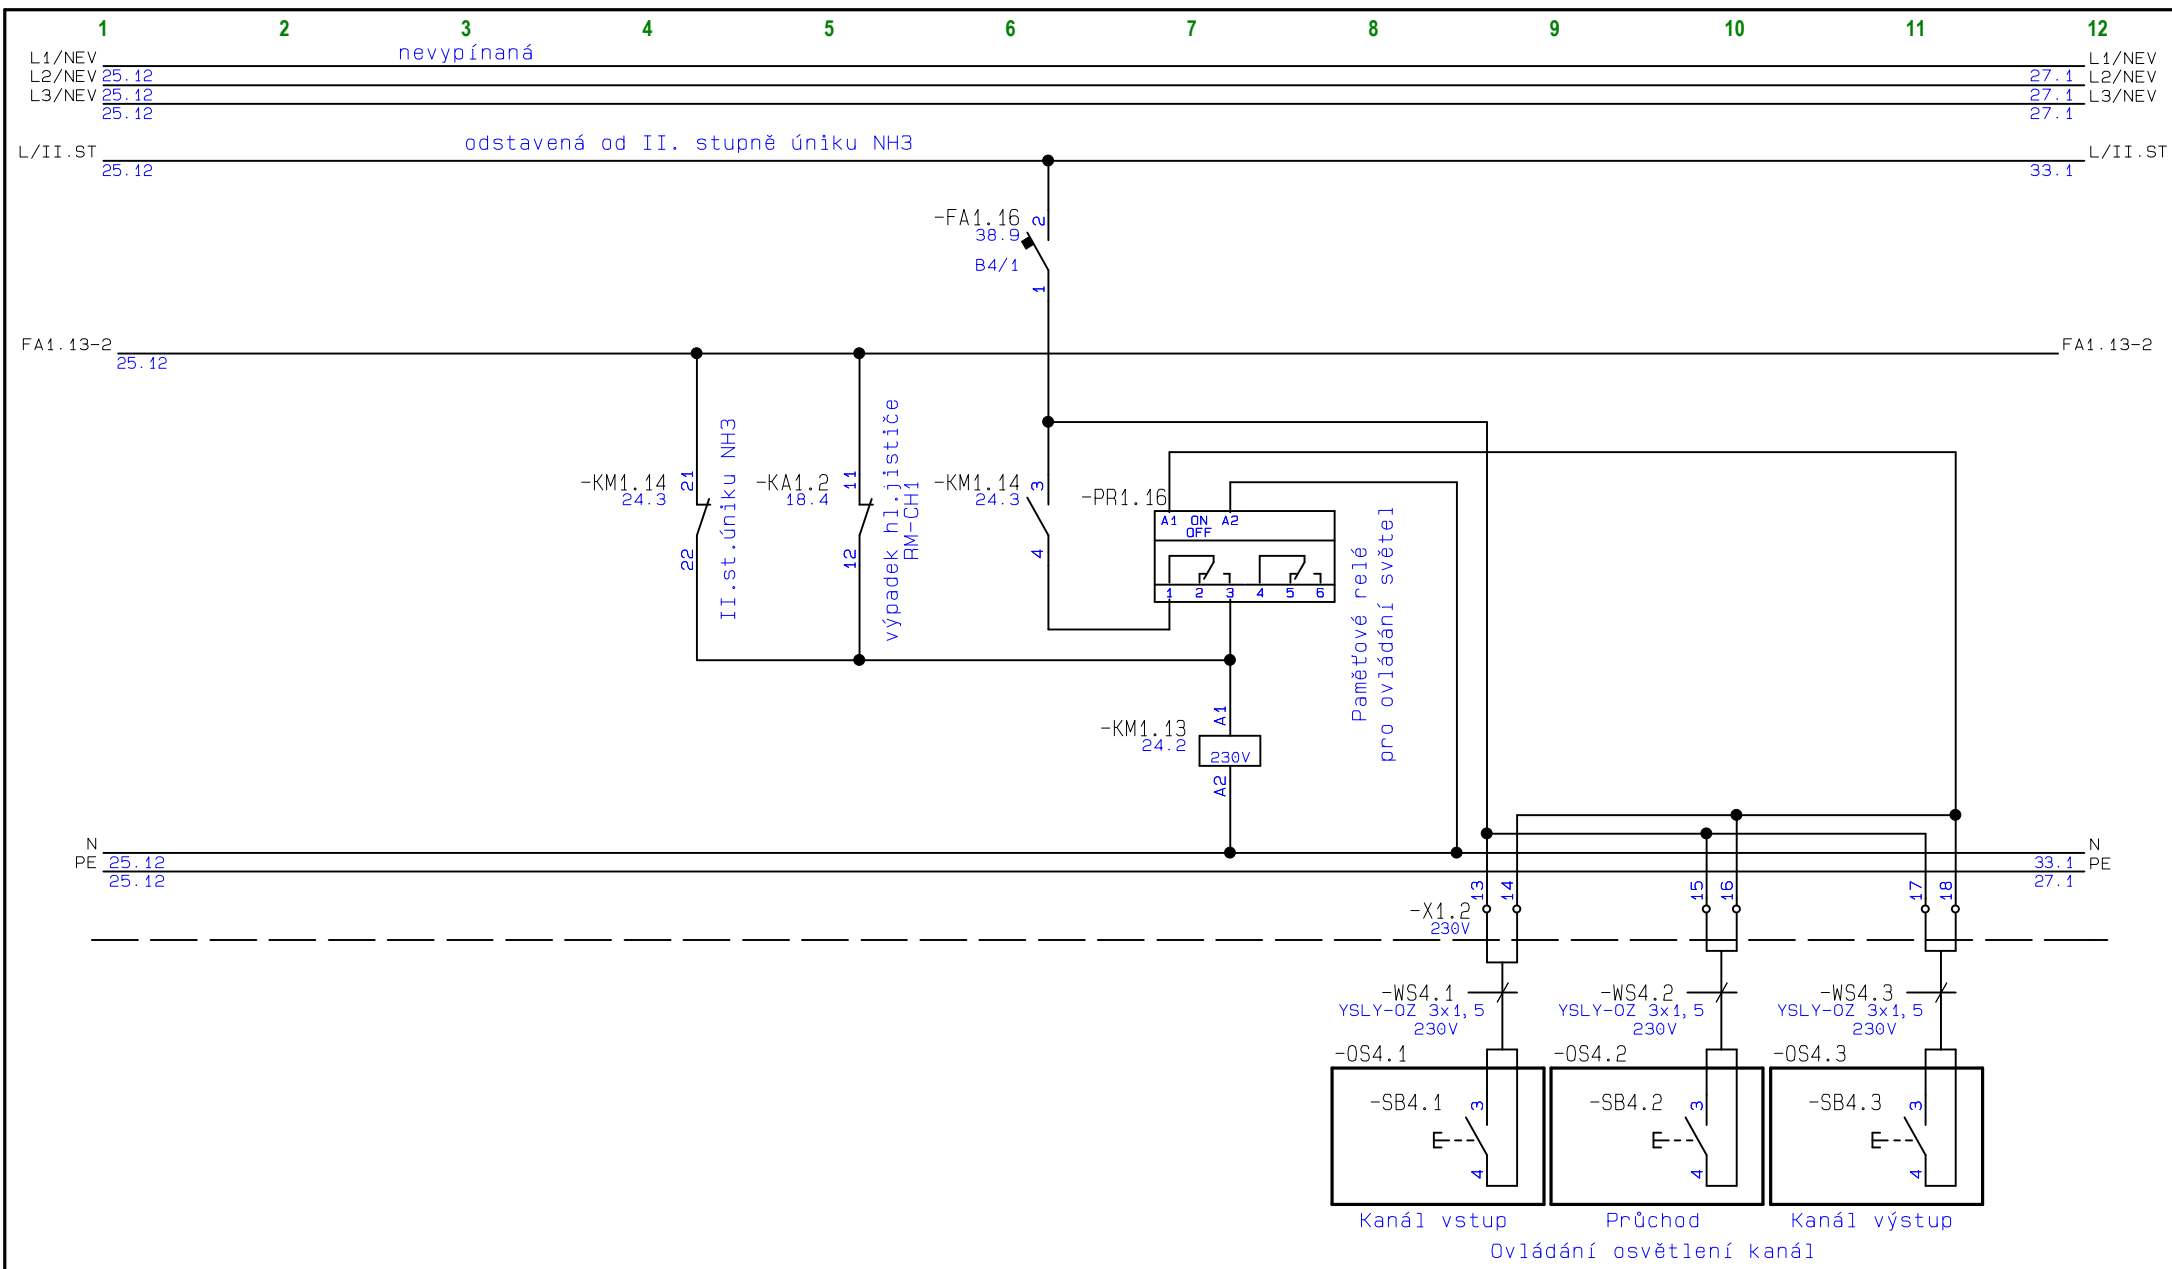 1 2 3 4 5 6 7 8 9 10 11 12
nevypínaná
L1/NEV L1/NEV
L2/NEV 25.12 27.1 L2/NEV
L3/NEV 25.12 27.1 L3/NEV
25.12 27.1
odstavená od II. stupně úniku NH3
L/II.ST L/II.ST
25.12 33.1
-FA1.16 2
38.9
B4/1
1
FA1.13-2 FA1.13-2
25.12
-KM1.14 21
24.3
22
II.st.úniku NH3
-KA1.2 11
18.4
12
výpadek hl.jističe
RM-CH1
-KM1.14 3
24.3
4
-PR1.16
A1 ON A2
OFF
1 2 3 4 5 6
Paměťové relé
pro ovládání světel
-KM1.13 A1
24.2
230V
A2
N N
PE 25.12 33.1 PE
25.12 27.1
13 14 15 16 17 18
-X1.2
230V
-WS4.1 -WS4.2 -WS4.3
YSLY-OZ 3x1,5 YSLY-OZ 3x1,5 YSLY-OZ 3x1,5
230V 230V 230V
-OS4.1 -OS4.2 -OS4.3
-SB4.1 3 -SB4.2 3 -SB4.3 3
4 4 4
Kanál vstup Průchod Kanál výstup
Ovládání osvětlení kanál